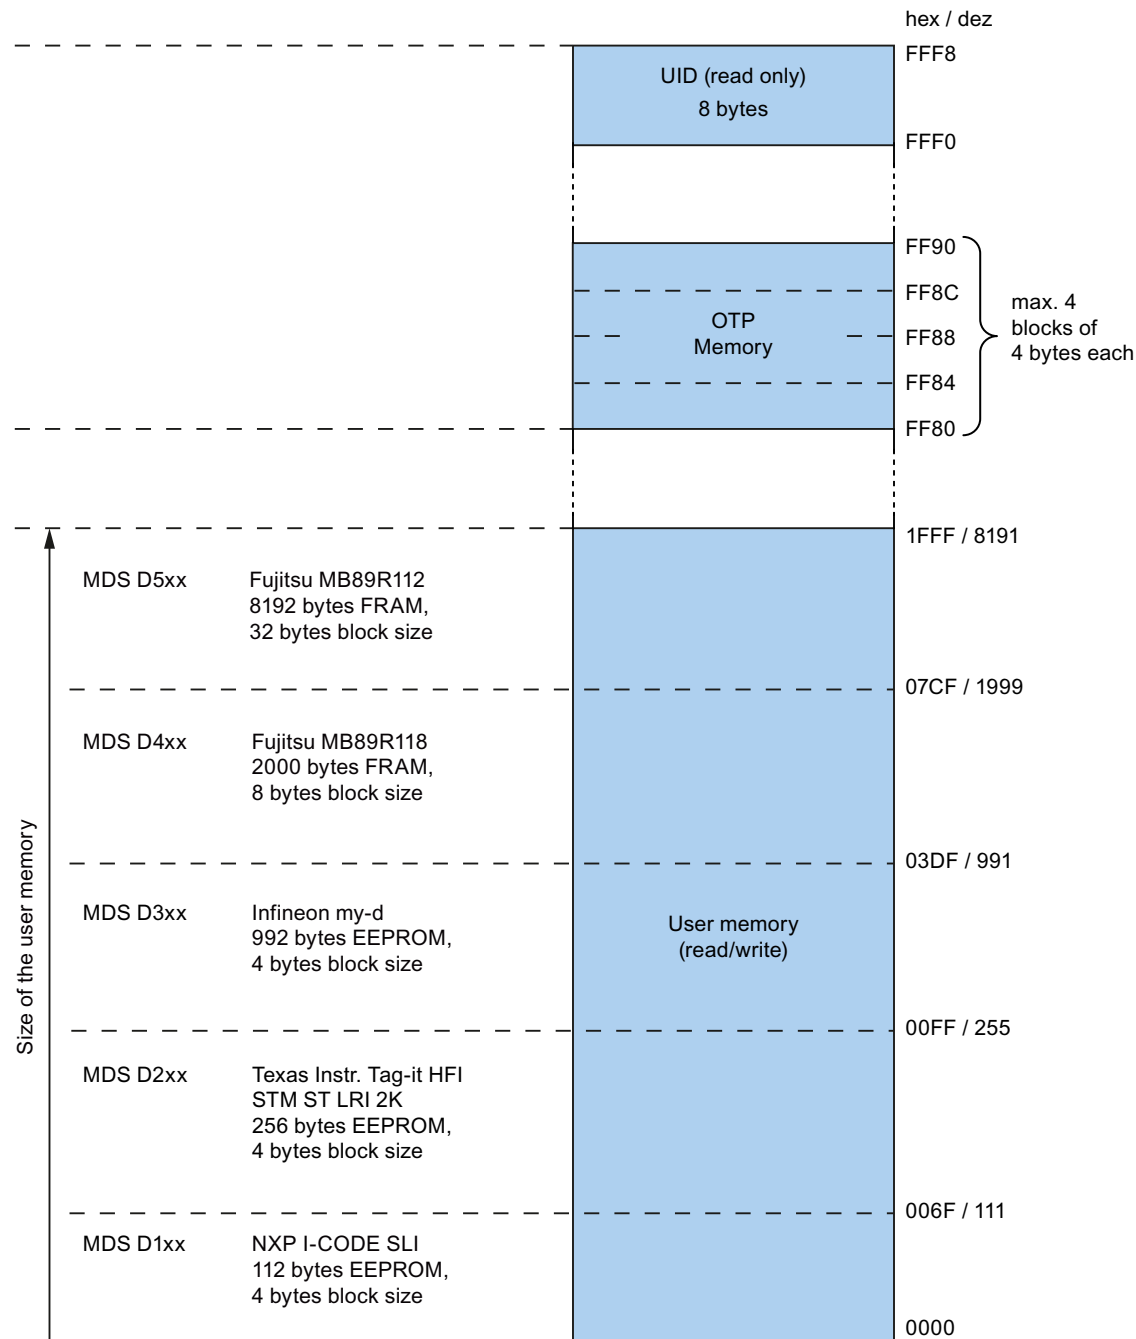 hex / dez
FFF8
UID (read only)
8 bytes
FFF0
FF90
FF8C
OTP
Memory
FF88
FF84
FF80
max. 4
blocks of
4 bytes each
1FFF / 8191
MDS D5xx
Fujitsu MB89R112
8192 bytes FRAM,
32 bytes block size
07CF / 1999
MDS D4xx
Fujitsu MB89R118
2000 bytes FRAM,
8 bytes block size
03DF / 991
Size of the user memory
MDS D3xx
Infineon my-d
992 bytes EEPROM,
4 bytes block size
User memory
(read/write)
00FF / 255
MDS D2xx
Texas Instr. Tag-it HFI
STM ST LRI 2K
256 bytes EEPROM,
4 bytes block size
006F / 111
MDS D1xx
NXP I-CODE SLI
112 bytes EEPROM,
4 bytes block size
0000